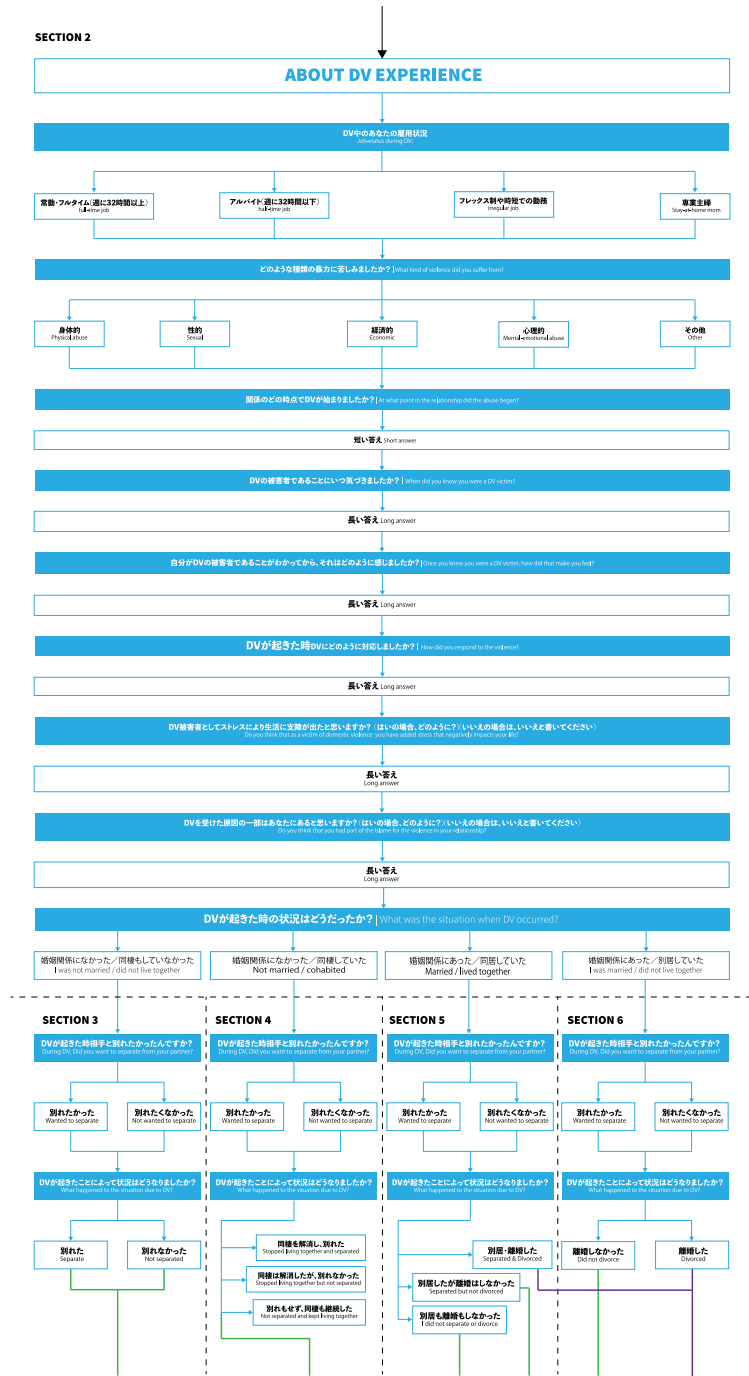 SECTION 2
ABOUT DV EXPERIENCE
DV中のあなたの雇用状況
Job-status during DV:
常勤・フルタイム(週に32時間以上)
full-time job
アルバイト(週に32時間以下)
half-time job
フレックス制や時短での勤務
irregular job
専業主婦
Stay-at-home mom
どのような種類の暴力に苦しみましたか? | What kind of violence did you suffer from?
身体的
Physical abuse
性的
Sexual
経済的
Economic
心理的
Mental-emotional abuse
その他
Other
関係のどの時点でDVが始まりましたか? | At what point in the relationship did the abuse began?
短い答え Short answer
DVの被害者であることにいつ気づきましたか? | When did you know you were a DV victim?
長い答え Long answer
自分がDVの被害者であることがわかってから、それはどのように感じましたか? | Once you knew you were a DV victim, how did that make you feel?
長い答え Long answer
DVが起きた時DVにどのように対応しましたか? | How did you respond to the violence?
長い答え Long answer
DV被害者としてストレスにより生活に支障が出たと思いますか? (はいの場合、どのように?)(いいえの場合は、いいえと書いてください)
Do you think that as a victim of domestic violence you have added stress that negatively impacts your life?
長い答え
Long answer
DVを受けた原因の一部はあなたにあると思いますか? (はいの場合、どのように?)(いいえの場合は、いいえと書いてください)
Do you think that you had part of the blame for the violence in your relationship?
長い答え
Long answer
DVが起きた時の状況はどうだったか? | What was the situation when DV occurred?
婚姻関係になかった／同棲もしていなかった
I was not married / did not live together
婚姻関係になかった／同棲していた
Not married / cohabited
婚姻関係にあった／同居していた
Married / lived together
婚姻関係にあった／別居していた
I was married / did not live together
SECTION 3
DVが起きた時相手と別れたかったんですか?
During DV, Did you want to separate from your partner?
別れたかった
Wanted to separate
別れたくなかった
Not wanted to separate
DVが起きたことによって状況はどうなりましたか?
What happened to the situation due to DV?
別れた
Separate
別れなかった
Not separated
SECTION 4
DVが起きた時相手と別れたかったんですか?
During DV, Did you want to separate from your partner?
別れたかった
Wanted to separate
別れたくなかった
Not wanted to separate
DVが起きたことによって状況はどうなりましたか?
What happened to the situation due to DV?
同棲を解消し、別れた
Stopped living together and separated
同棲は解消したが、別れなかった
Stopped living together but not separated
別れもせず、同棲も継続した
Not separated and kept living together
SECTION 5
DVが起きた時相手と別れたかったんですか?
During DV, Did you want to separate from your partner?
別れたかった
Wanted to separate
別れたくなかった
Not wanted to separate
DVが起きたことによって状況はどうなりましたか?
What happened to the situation due to DV?
別居・離婚した
Separated & Divorced
別居したが離婚はしなかった
Separated but not divorced
別居も離婚もしなかった
I did not separate or divorce
SECTION 6
DVが起きた時相手と別れたかったんですか?
During DV, Did you want to separate from your partner?
別れたかった
Wanted to separate
別れたくなかった
Not wanted to separate
DVが起きたことによって状況はどうなりましたか?
What happened to the situation due to DV?
離婚しなかった
Did not divorce
離婚した
Divorced